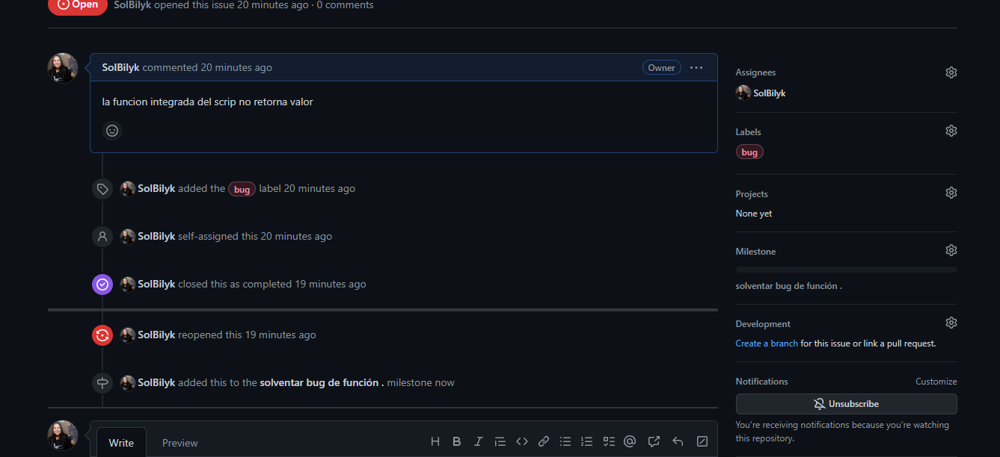 Open SolBilyk opened this issue 20 minutes ago · 0 comments
SolBilyk commented 20 minutes ago Owner ···
la funcion integrada del scrip no retorna valor
SolBilyk added the bug label 20 minutes ago
SolBilyk self-assigned this 20 minutes ago
SolBilyk closed this as completed 19 minutes ago
SolBilyk reopened this 19 minutes ago
SolBilyk added this to the solventar bug de función . milestone now
Write Preview
Assignees
SolBilyk
Labels
bug
Projects
None yet
Milestone
solventar bug de función .
Development
Create a branch for this issue or link a pull request.
Notifications Customize
Unsubscribe
You're receiving notifications because you're watching
this repository.